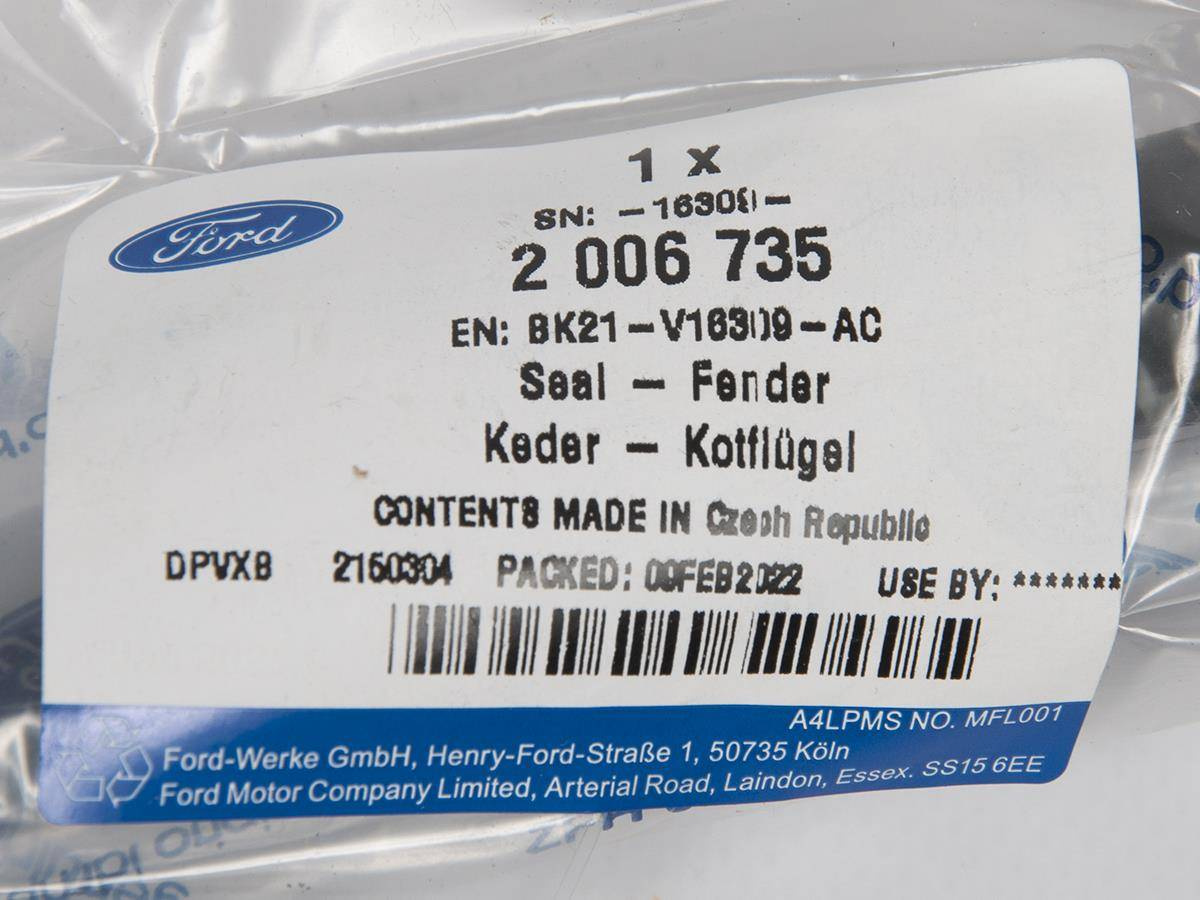 1 x
Ford
SN: -16309-
2 006 735
EN: BK21-V16309-AC
Seal - Fender
Keder - Kotflügel
CONTENTS MADE IN Czech Republic
DPVXB 2150304 PACKED: 09FEB2022 USE BY: *******
A4LPMS NO. MFL001
Ford-Werke GmbH, Henry-Ford-Straße 1, 50735 Köln
Ford Motor Company Limited, Arterial Road, Laindon, Essex. SS15 6EE